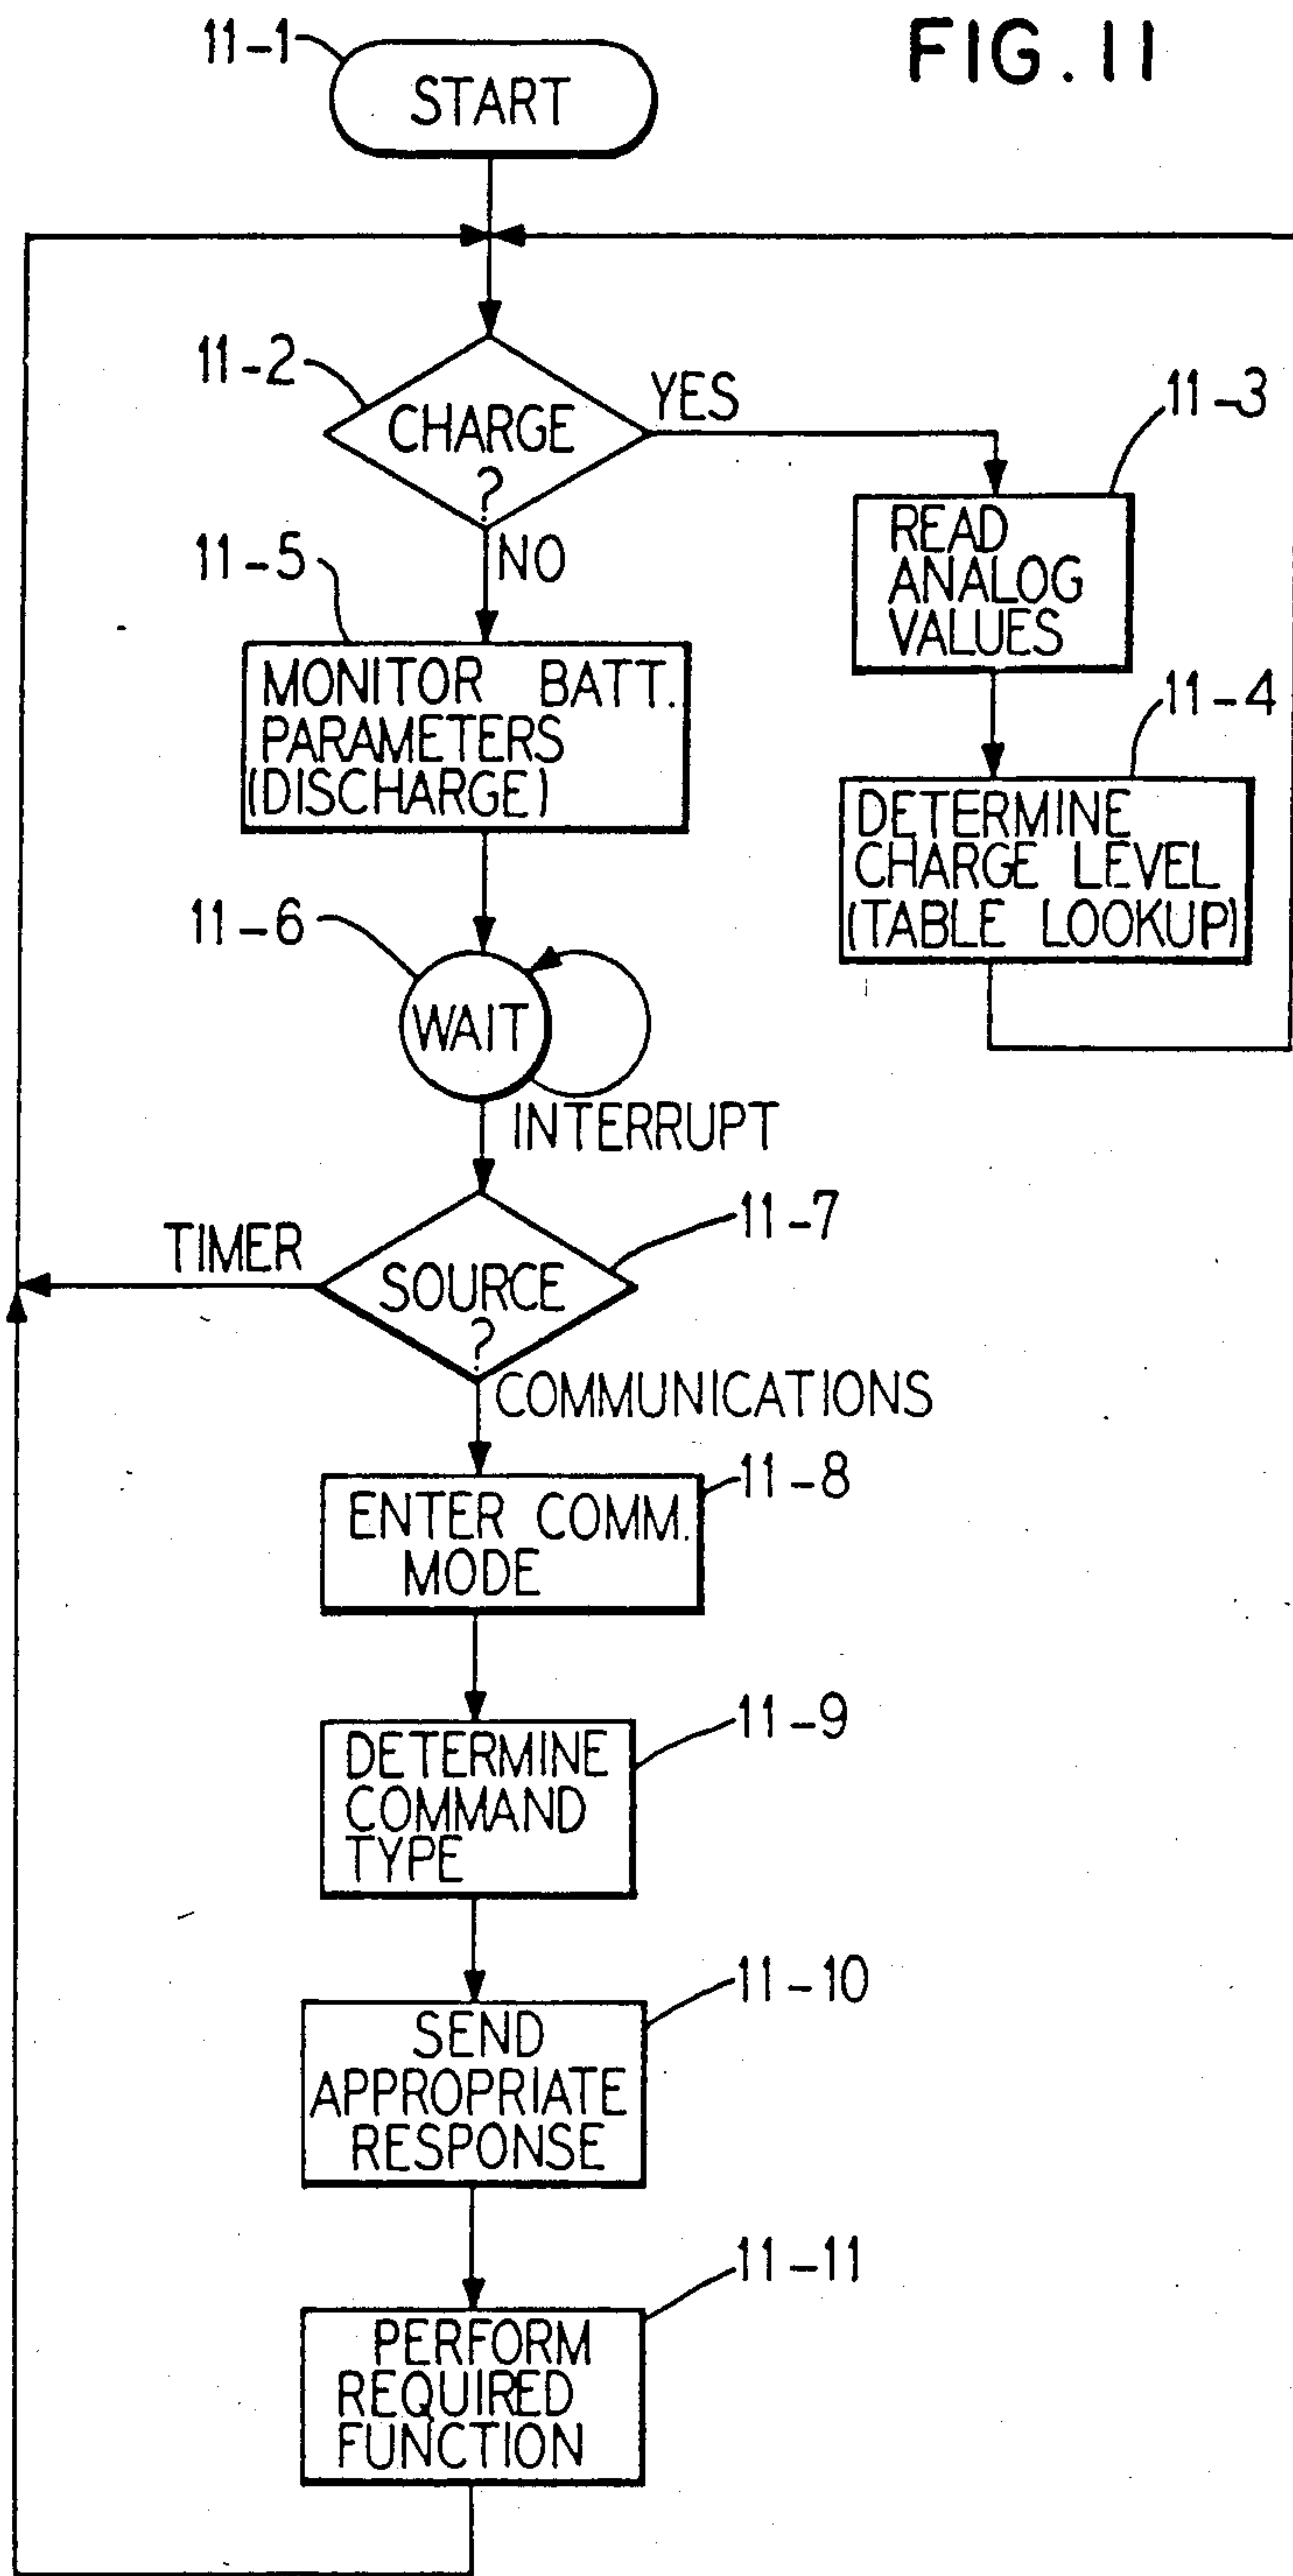 FIG. 11
11-1
START
11-2
CHARGE
?
YES
NO
11-3
READ
ANALOG
VALUES
11-4
DETERMINE
CHARGE LEVEL
(TABLE LOOKUP)
11-5
MONITOR BATT.
PARAMETERS
(DISCHARGE)
11-6
WAIT
INTERRUPT
11-7
SOURCE
?
TIMER
COMMUNICATIONS
11-8
ENTER COMM.
MODE
11-9
DETERMINE
COMMAND
TYPE
11-10
SEND
APPROPRIATE
RESPONSE
11-11
PERFORM
REQUIRED
FUNCTION